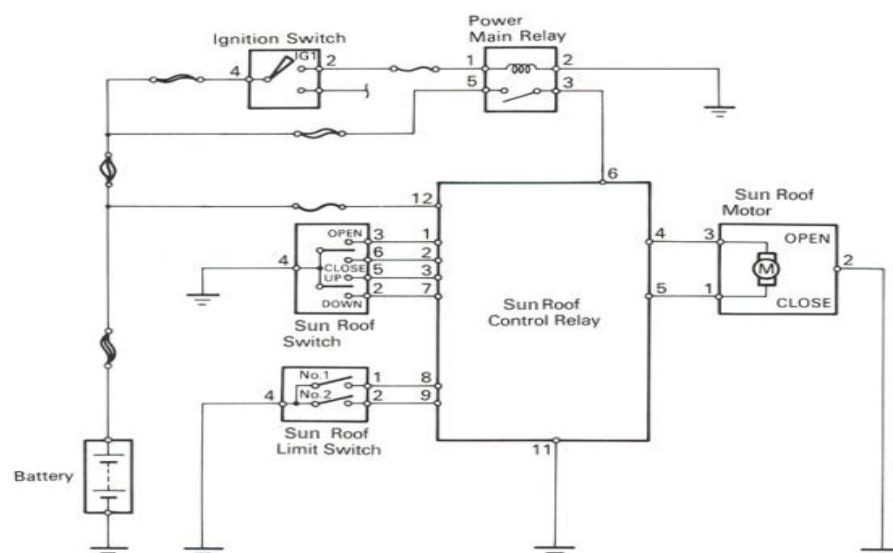 Power
Main Relay
Ignition Switch
IG1
4
2
1
2
5
3
6
12
Sun Roof
Motor
OPEN
3
1
6
2
4
CLOSE
5
3
UP
2
7
DOWN
Sun Roof
Switch
Sun Roof
Control Relay
4
3
OPEN
M
2
5
1
CLOSE
No.1
1
8
4
No.2
2
9
Sun Roof
Limit Switch
11
Battery